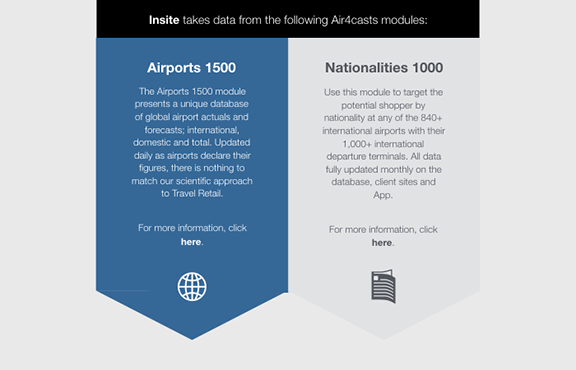 Insite takes data from the following Air4casts modules:
Airports 1500
The Airports 1500 module
presents a unique database
of global airport actuals and
forecasts; international,
domestic and total. Updated
daily as airports declare their
figures, there is nothing to
match our scientific approach
to Travel Retail.
For more information, click
here.
Nationalities 1000
Use this module to target the
potential shopper by
nationality at any of the 840+
international airports with their
1,000+ international
departure terminals. All data
fully updated monthly on the
database, client sites and
App.
For more information, click
here.